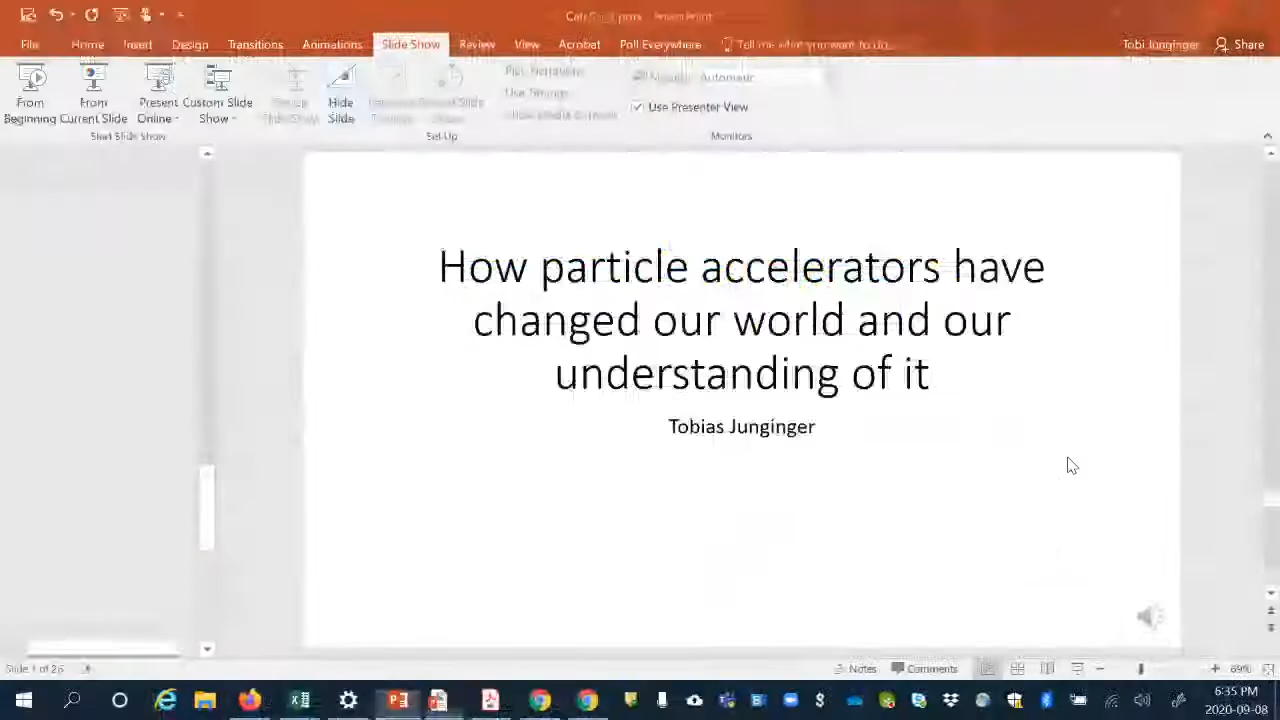 PowerPoint
File Home Insert Design Transitions Animations Slide Show Review View Acrobat Poll Everywhere Tell me what you want to do... Tobi Junginger Share
From Beginning
From Current Slide
Present Online
Custom Slide Show
Hide Slide
Use Presenter View
Start Slide Show
Set Up
Monitors
How particle accelerators have
changed our world and our
understanding of it
Tobias Junginger
Slide 1 of 26
Notes Comments 69%
6:35 PM
2020-09-08